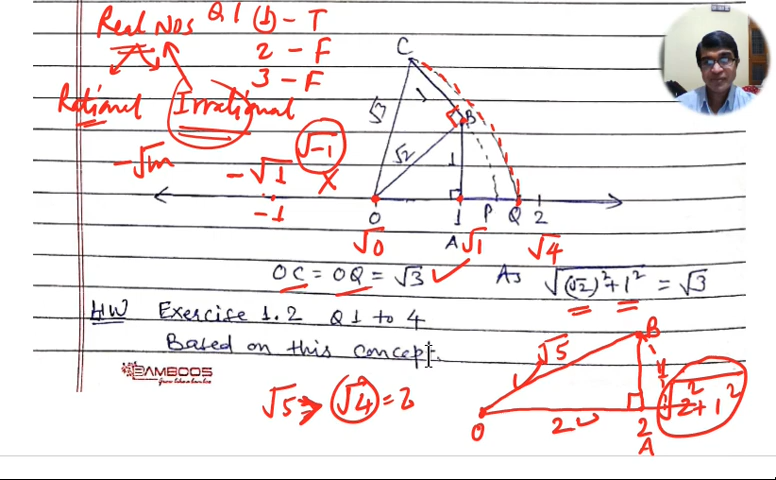 Real Nos Q1 (1) - T
2 - F
3 - F
Rational Irrational
C
√3 1 B
√2 1
-√m -√1 √-1 X
-1 0 1 P Q 2
√0 A √1 √4
OC = OQ = √3 ✓ As √(√2)²+1² = √3
HW Exercise 1.2 Q1 to 4
Based on this concept.
BAMBOOS
√5 → √4 = 2
√5 B
√2²+1²
O 2 2
A